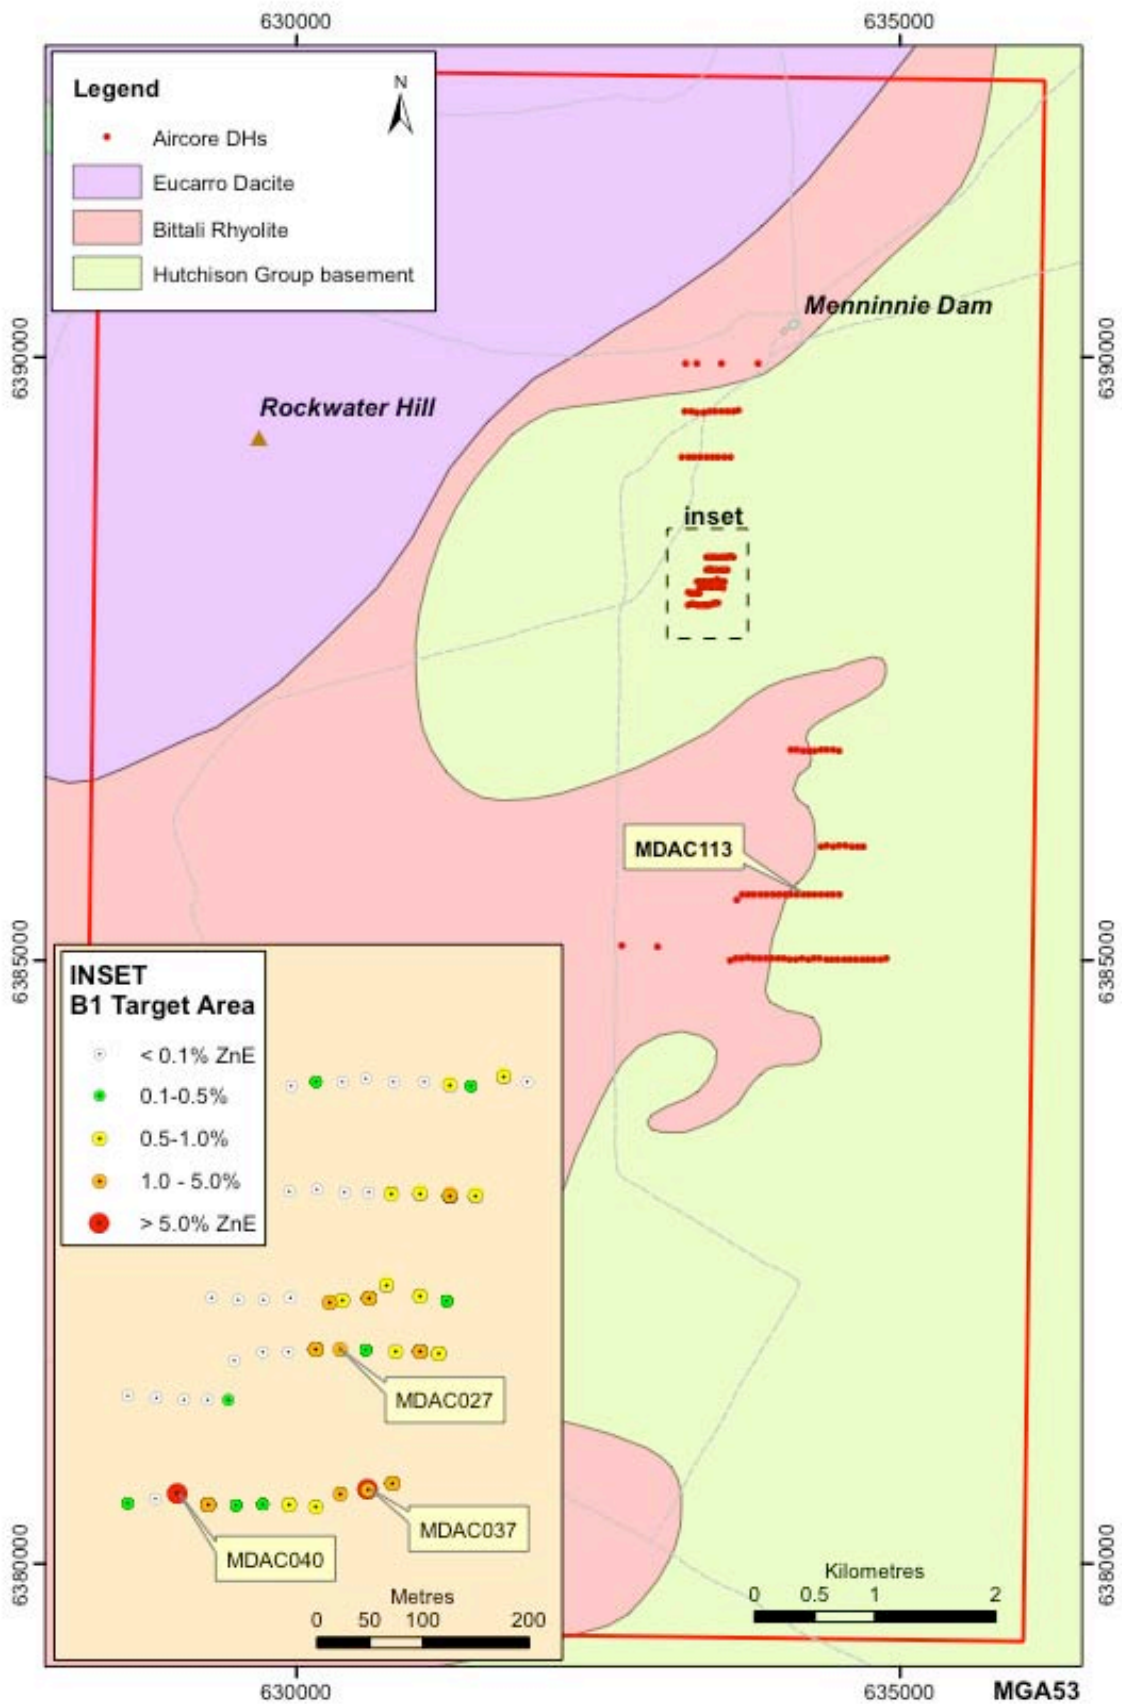 630000
635000
Legend
N
Aircore DHs
Eucarro Dacite
Bittali Rhyolite
Hutchison Group basement
Menninnie Dam
6390000
6390000
Rockwater Hill
inset
MDAC113
6385000
6385000
INSET
B1 Target Area
< 0.1% ZnE
0.1-0.5%
0.5-1.0%
1.0 - 5.0%
> 5.0% ZnE
MDAC027
MDAC037
MDAC040
6380000
6380000
Kilometres
0 0.5 1 2
Metres
0 50 100 200
630000
635000
MGA53